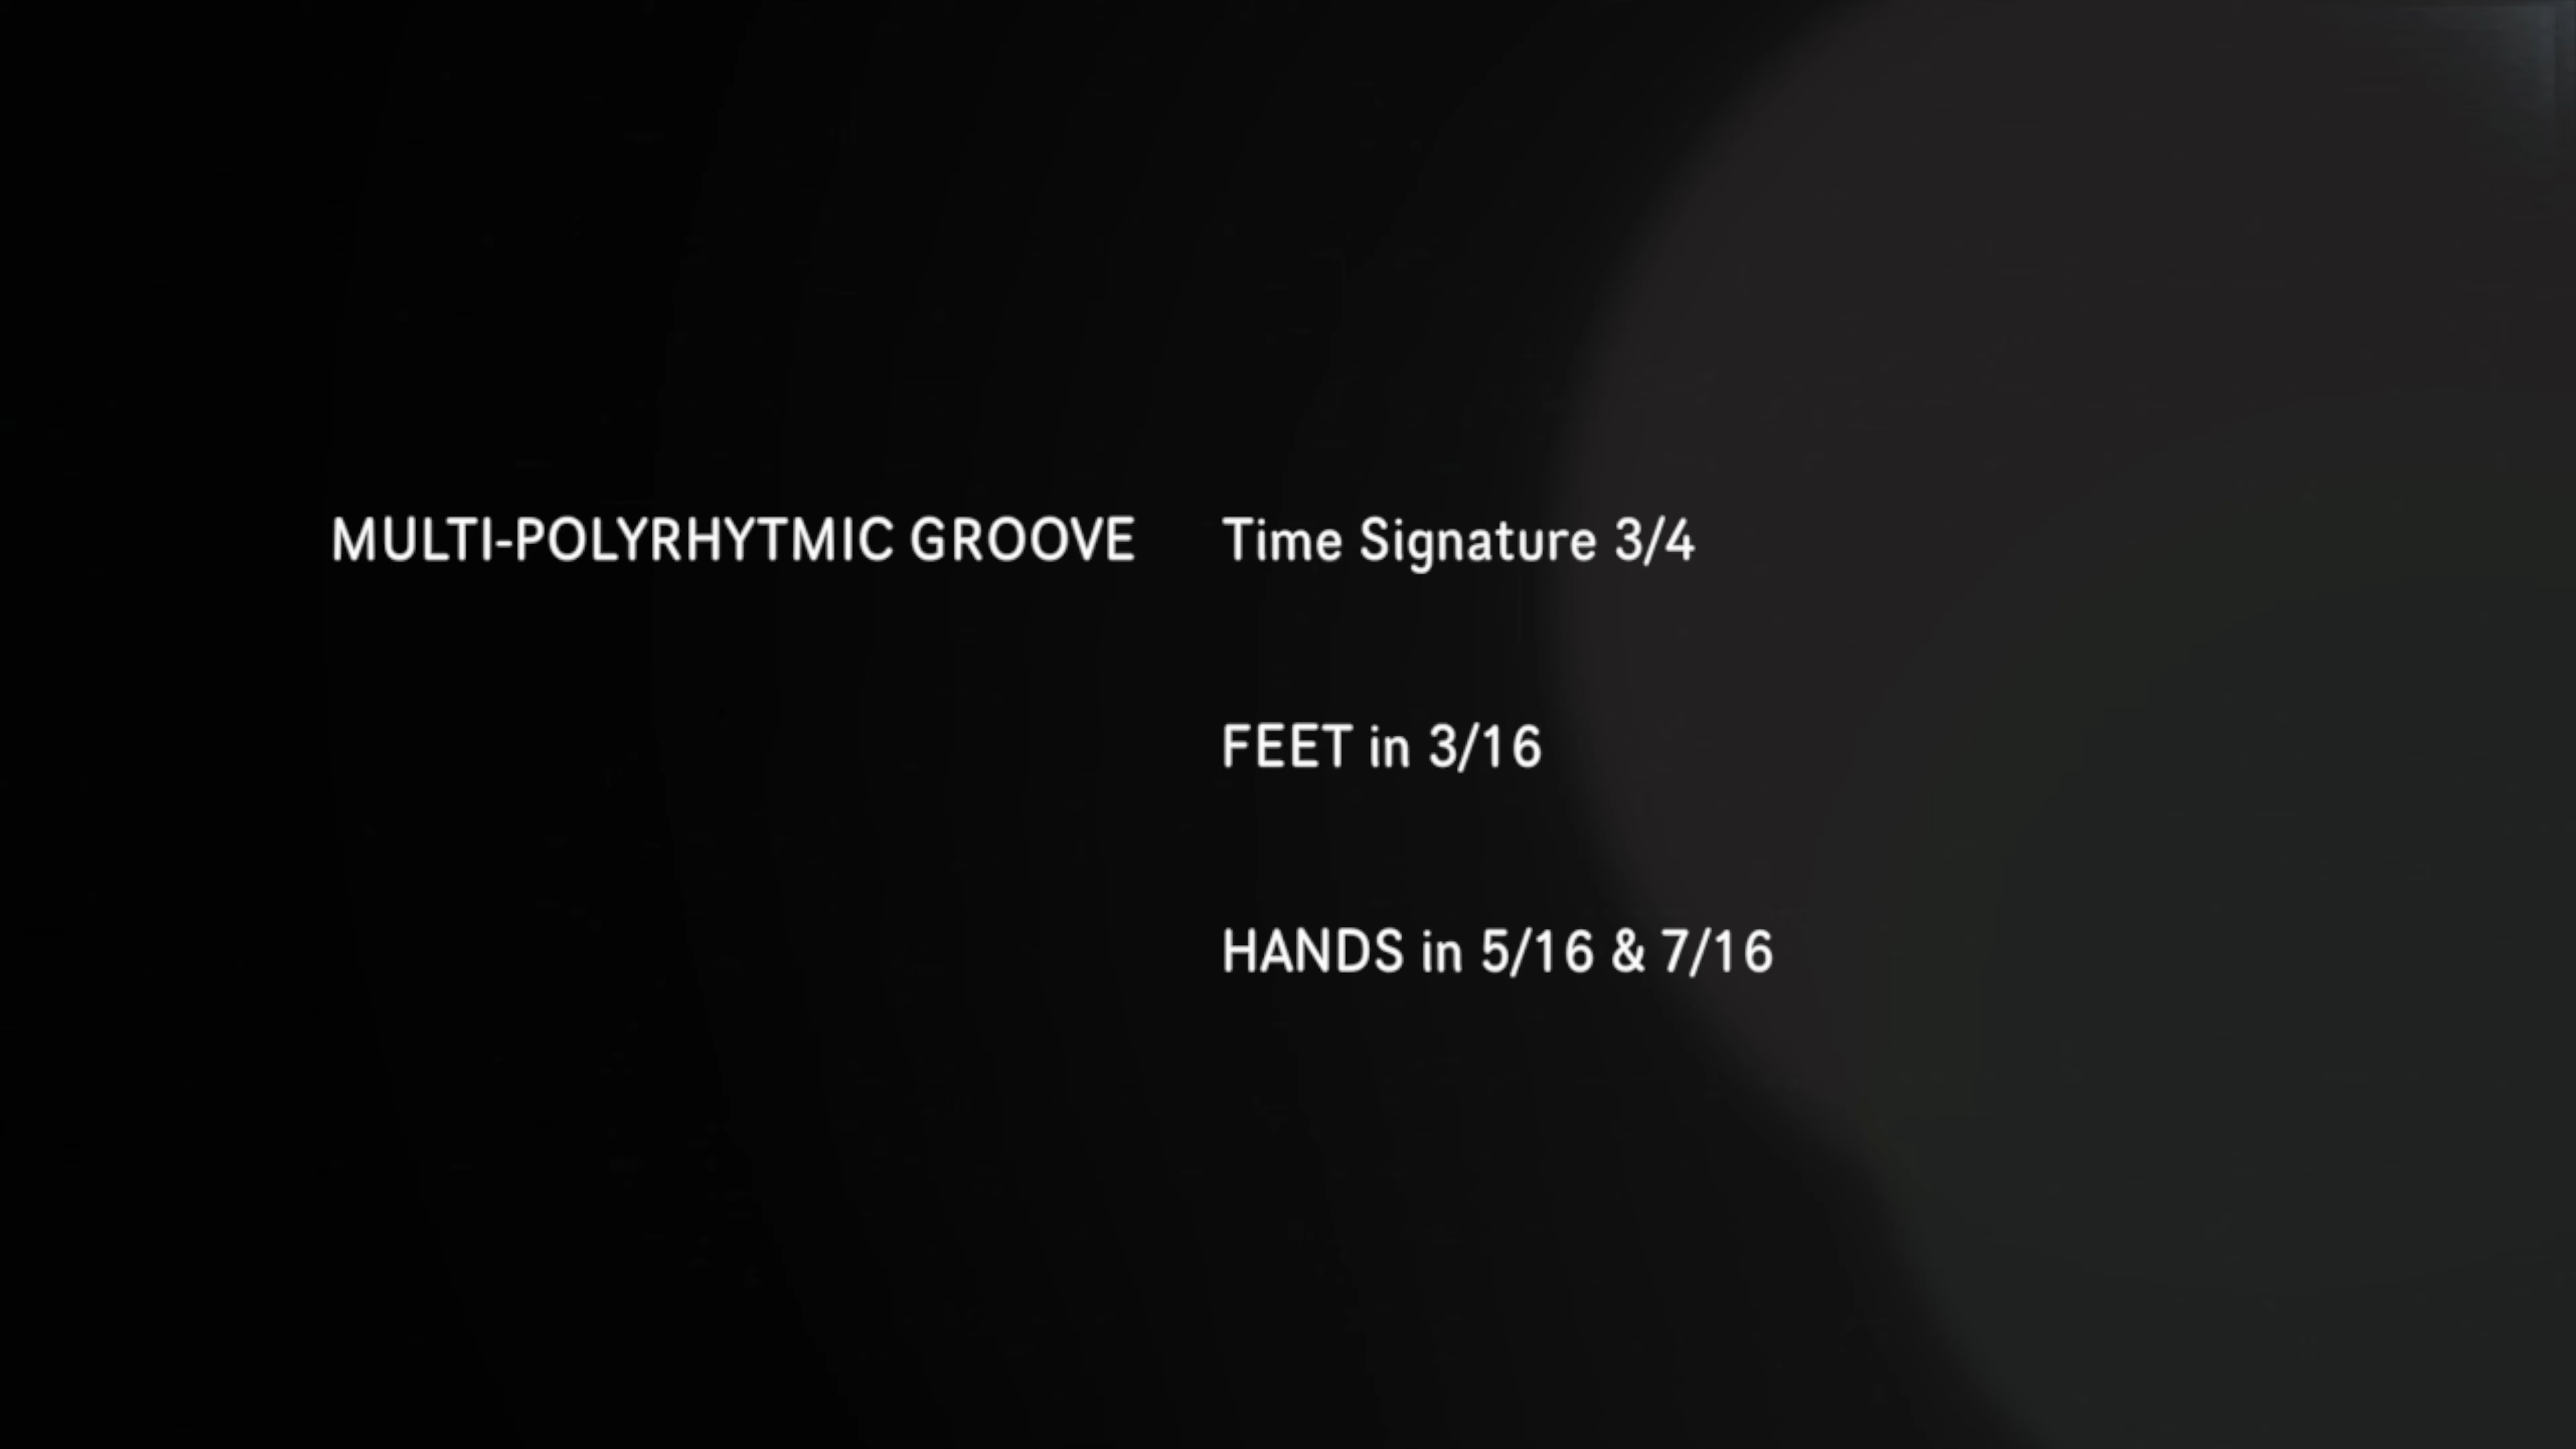 MULTI-POLYRHYTMIC GROOVE Time Signature 3/4
FEET in 3/16
HANDS in 5/16 & 7/16